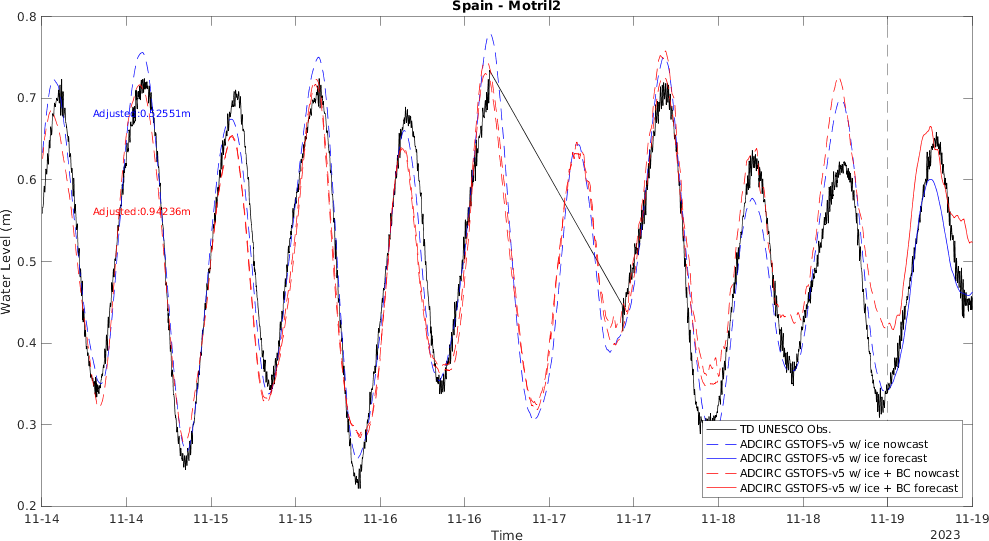 Spain - Motril2
0.8
0.7
0.6
0.5
0.4
0.3
0.2
Water Level (m)
Adjusted:0.52551m
Adjusted:0.94236m
TD UNESCO Obs.
ADCIRC GSTOFS-v5 w/ ice nowcast
ADCIRC GSTOFS-v5 w/ ice forecast
ADCIRC GSTOFS-v5 w/ ice + BC nowcast
ADCIRC GSTOFS-v5 w/ ice + BC forecast
11-14 11-14 11-15 11-15 11-16 11-16 11-17 11-17 11-18 11-18 11-19 11-19
Time
2023